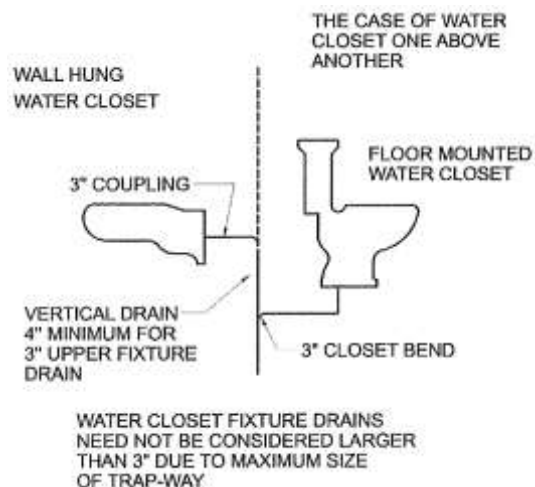 THE CASE OF WATER
CLOSET ONE ABOVE
ANOTHER
WALL HUNG
WATER CLOSET
FLOOR MOUNTED
WATER CLOSET
3" COUPLING
VERTICAL DRAIN
4" MINIMUM FOR
3" UPPER FIXTURE
DRAIN
3" CLOSET BEND
WATER CLOSET FIXTURE DRAINS
NEED NOT BE CONSIDERED LARGER
THAN 3" DUE TO MAXIMUM SIZE
OF TRAP-WAY